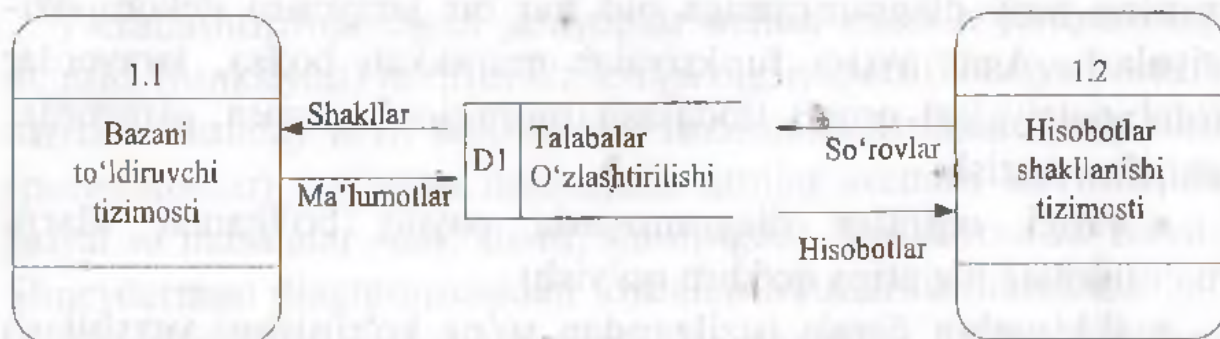 1.1
Bazani
to‘ldiruvchi
tizimosti
Shakllar
Ma’lumotlar
D1
Talabalar
O‘zlashtirilishi
So‘rovlar
Hisobotlar
1.2
Hisobotlar
shakllanishi
tizimosti